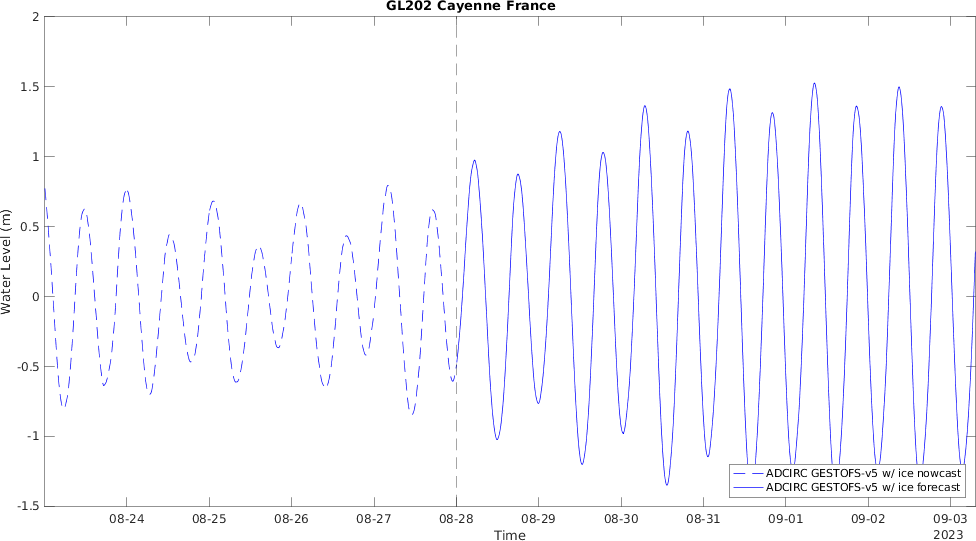 GL202 Cayenne France
2
1.5
1
0.5
0
-0.5
-1
-1.5
Water Level (m)
08-24 08-25 08-26 08-27 08-28 08-29 08-30 08-31 09-01 09-02 09-03
Time
2023
ADCIRC GESTOFS-v5 w/ ice nowcast
ADCIRC GESTOFS-v5 w/ ice forecast